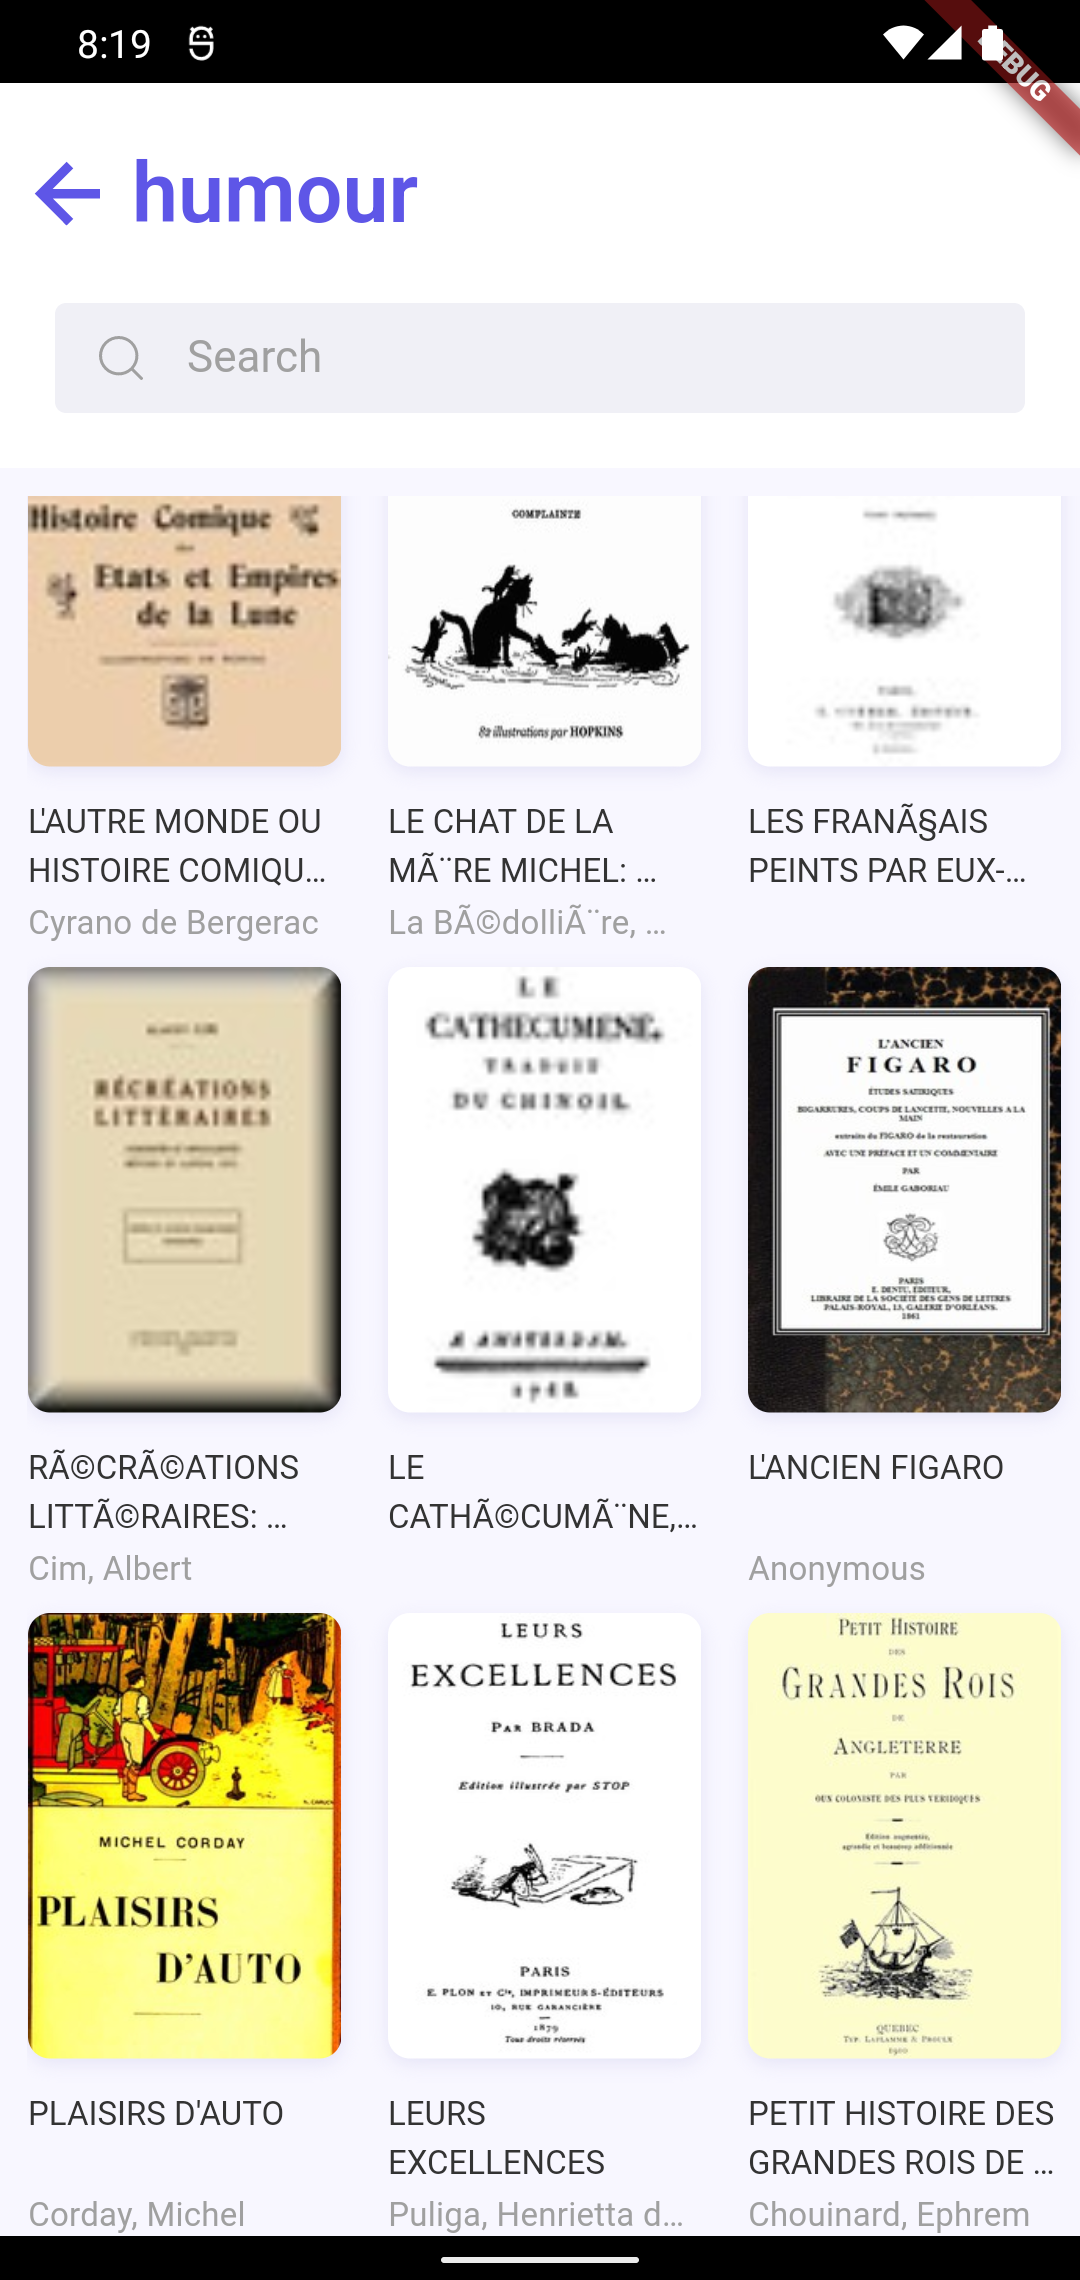 8:19
humour
Search
Histoire Comique
Etats et Empires
de la Lune
COMPLAINTE
82 illustrations par HOPKINS
L'AUTRE MONDE OU
HISTOIRE COMIQU...
Cyrano de Bergerac
LE CHAT DE LA
MÃ¨RE MICHEL: ...
La BÃ©dolliÃ¨re, ...
LES FRANÃ§AIS
PEINTS PAR EUX-...
RÉCRÉATIONS
LITTÉRAIRES
LE
CATHECUMENE,
TRADUIT
DU CHINOIS.
A AMSTERDAM.
L'ANCIEN
FIGARO
ÉTUDES SATIRIQUES
BIGARRURES, COUPS DE LANCETTE, NOUVELLES A LA
MAIN
extraits du FIGARO de la restauration
AVEC UNE PRÉFACE ET UN COMMENTAIRE
PAR
ÉMILE GABORIAU
PARIS
E. DENTU, ÉDITEUR,
LIBRAIRE DE LA SOCIÉTÉ DES GENS DE LETTRES
PALAIS-ROYAL, 13, GALERIE D'ORLÉANS.
1861
RÃ©CRÃ©ATIONS
LITTÃ©RAIRES: ...
Cim, Albert
LE
CATHÃ©CUMÃ¨NE,...
L'ANCIEN FIGARO
Anonymous
MICHEL CORDAY
PLAISIRS
D'AUTO
LEURS
EXCELLENCES
PAR BRADA
Edition illustrée par STOP
PARIS
E. PLON ET Cie, IMPRIMEURS-ÉDITEURS
10, RUE GARANCIÈRE
1879
Tous droits réservés
PETIT HISTOIRE
DES
GRANDES ROIS
DE
ANGLETERRE
PAR
OUN COLONISTE DES PLUS VERIDIQUES
Edition augmentée,
agrandie et beaucoup additionnée
QUEBEC
TYP. LAFLAMME & PROULX
1900
PLAISIRS D'AUTO
Corday, Michel
LEURS
EXCELLENCES
Puliga, Henrietta d...
PETIT HISTOIRE DES
GRANDES ROIS DE ...
Chouinard, Ephrem